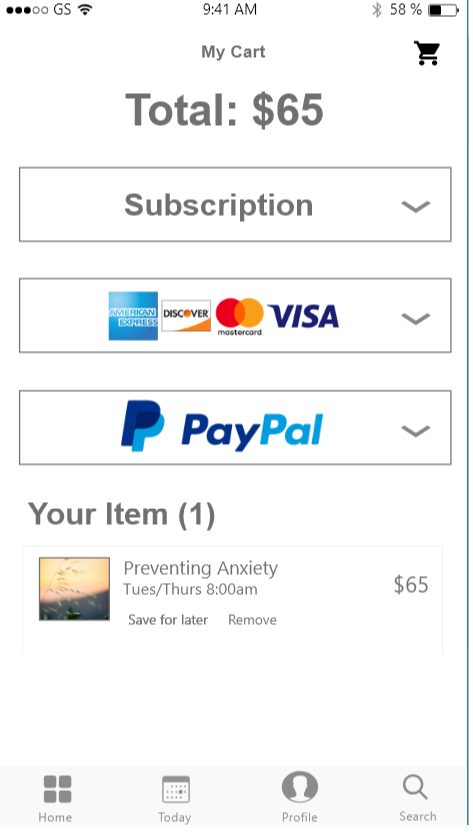 GS 9:41 AM 58 %
My Cart
Total: $65
Subscription
AMERICAN EXPRESS DISCOVER mastercard VISA
PayPal
Your Item (1)
Preventing Anxiety
Tues/Thurs 8:00am
$65
Save for later Remove
Home Today Profile Search